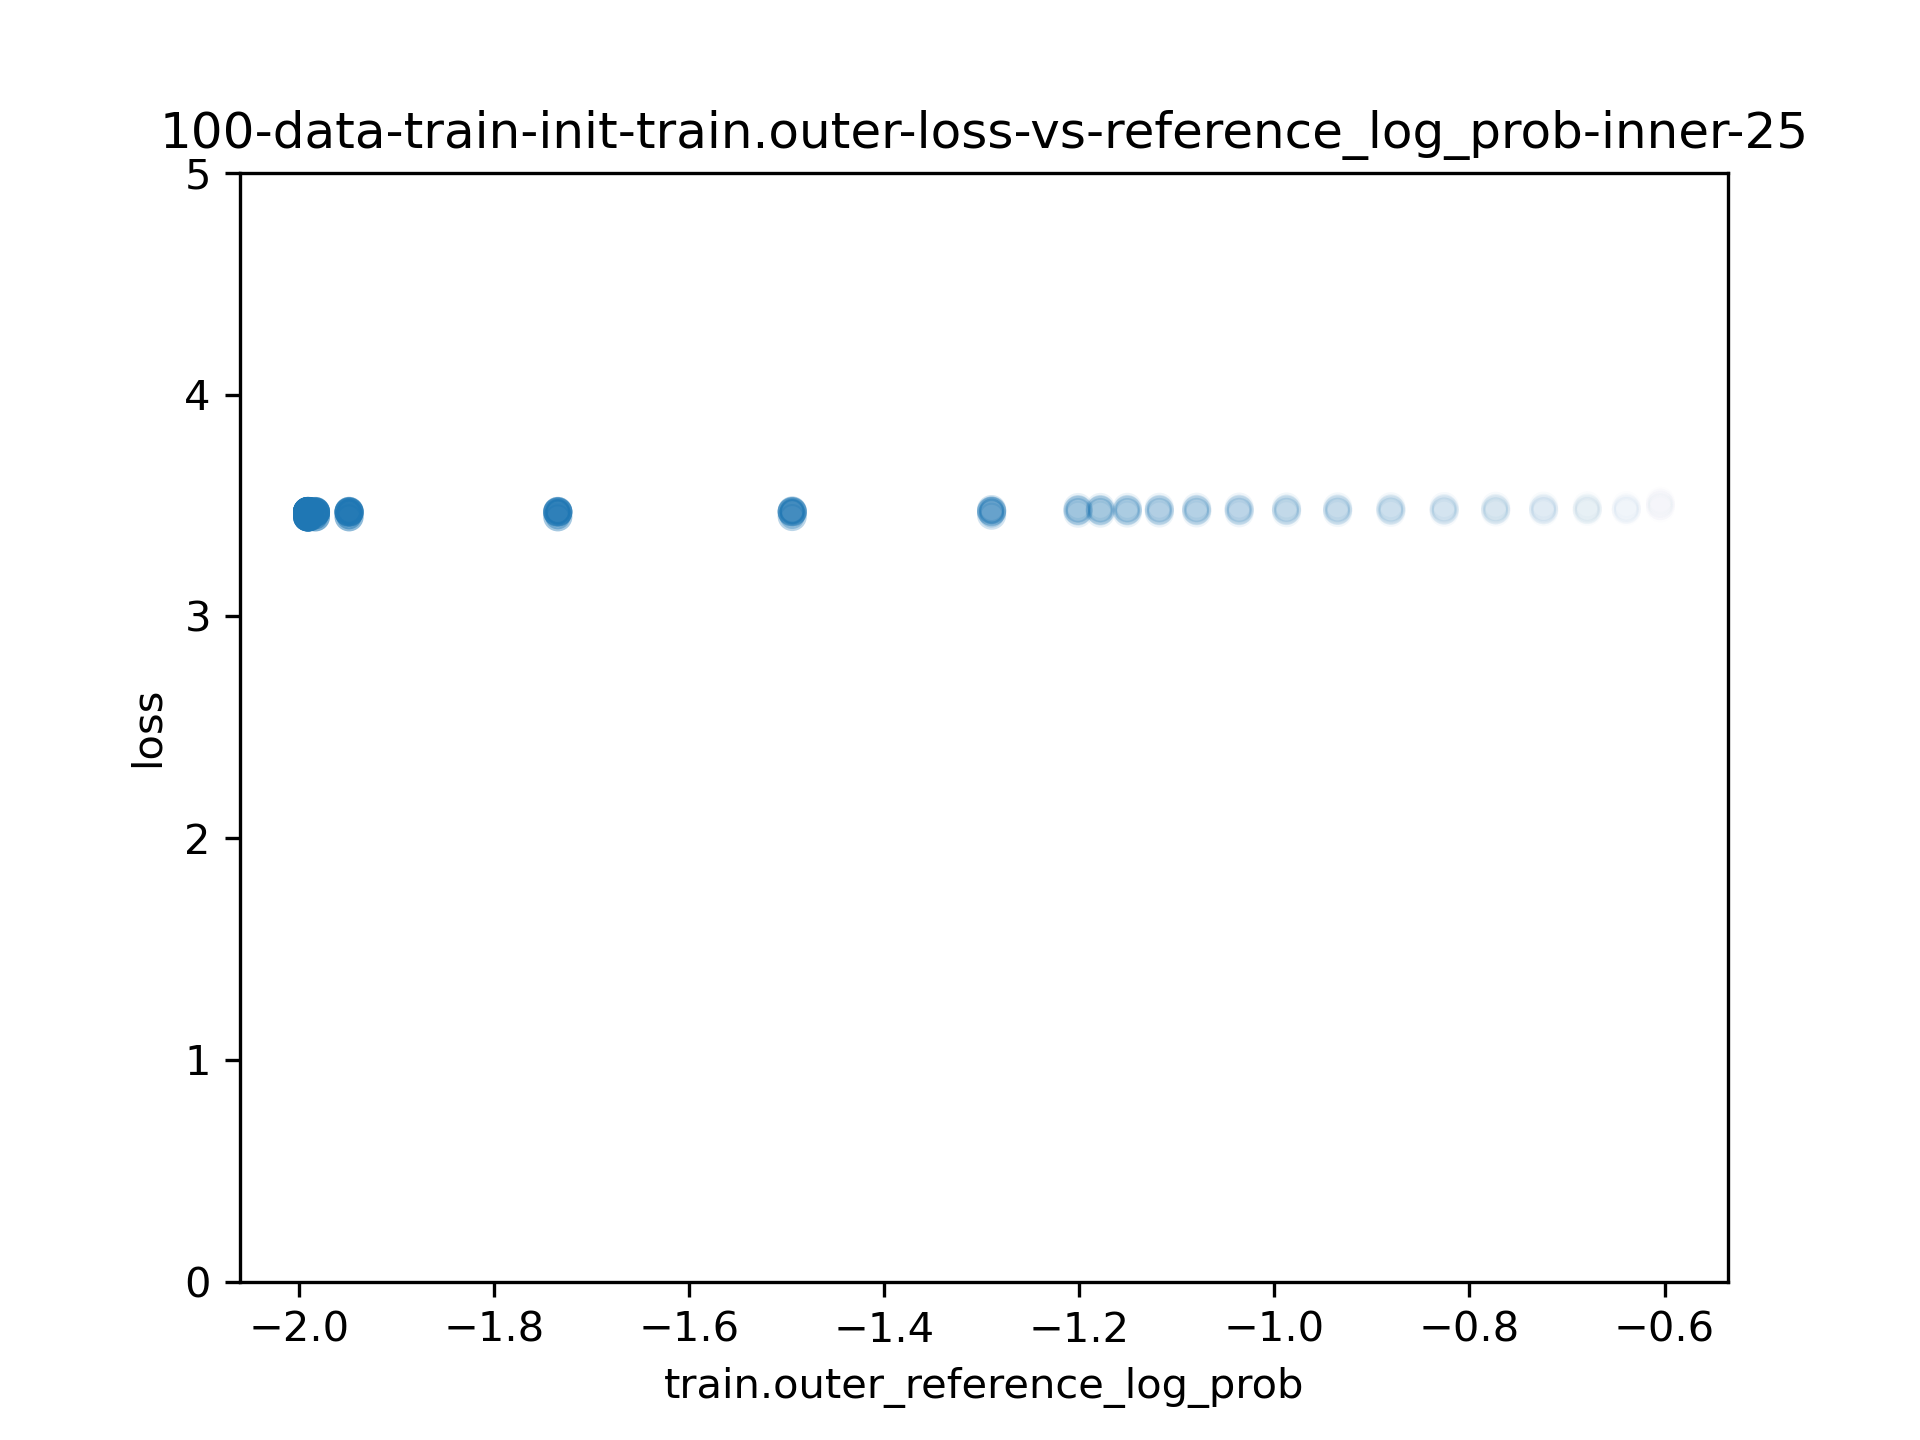 100-data-train-init-train.outer-loss-vs-reference_log_prob-inner-25
5
4
3
2
1
0
loss
−2.0 −1.8 −1.6 −1.4 −1.2 −1.0 −0.8 −0.6
train.outer_reference_log_prob